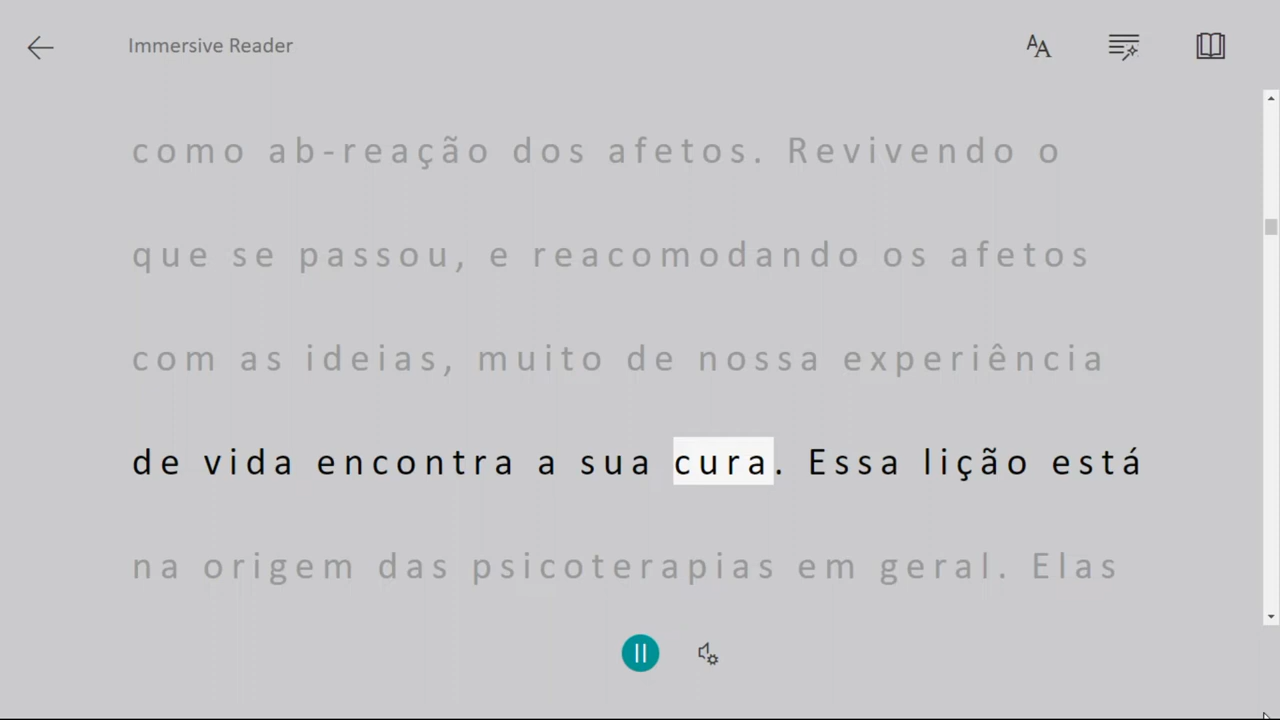 Immersive Reader
como ab-reação dos afetos. Revivendo o
que se passou, e reacomodando os afetos
com as ideias, muito de nossa experiência
de vida encontra a sua cura. Essa lição está
na origem das psicoterapias em geral. Elas